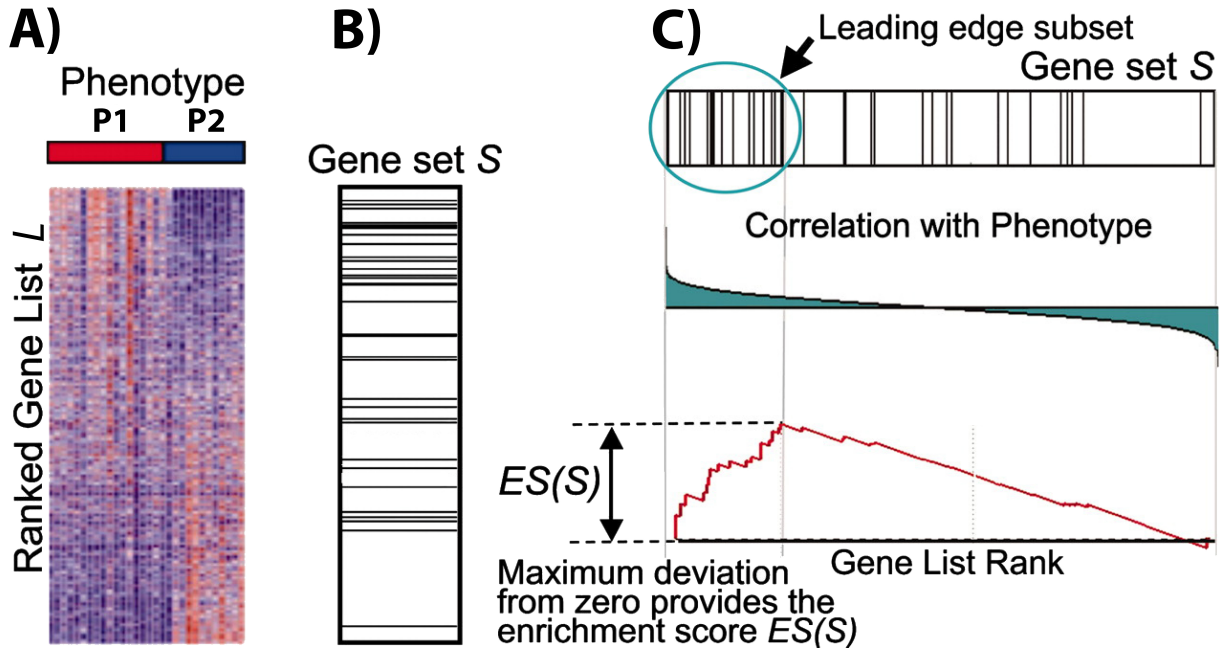 A)
Phenotype
P1 P2
Ranked Gene List L
B)
Gene set S
C)
Leading edge subset
Gene set S
Correlation with Phenotype
ES(S)
Gene List Rank
Maximum deviation
from zero provides the
enrichment score ES(S)